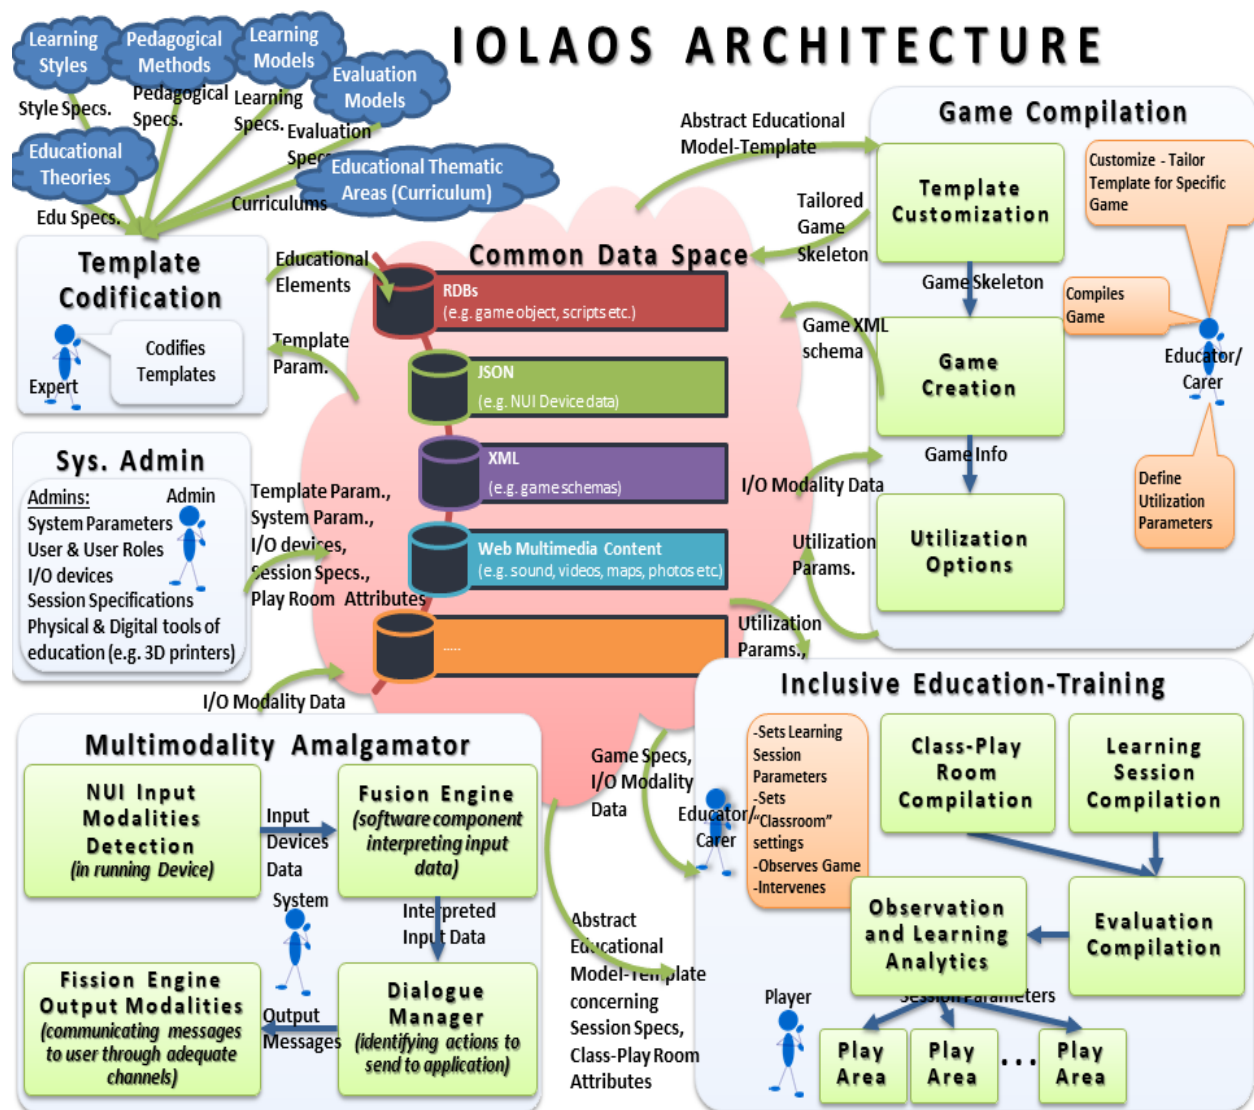 IOLAOS ARCHITECTURE
Learning
Styles
Pedagogical
Methods
Learning
Models
Evaluation
Models
Educational
Theories
Educational Thematic
Areas (Curriculum)
Style Specs.
Pedagogical
Specs.
Learning
Specs.
Evaluation
Specs.
Curriculums
Edu Specs.
Template
Codification
Expert
Codifies
Templates
Educational
Elements
Template
Param.
Sys. Admin
Admins:
Admin
System Parameters
User & User Roles
I/O devices
Session Specifications
Physical & Digital tools of
education (e.g. 3D printers)
Template Param.,
System Param.,
I/O devices,
Session Specs.,
Play Room Attributes
I/O Modality Data
Common Data Space
RDBs
(e.g. game object, scripts etc.)
JSON
(e.g. NUI Device data)
XML
(e.g. game schemas)
Web Multimedia Content
(e.g. sound, videos, maps, photos etc.)
.....
Abstract Educational
Model-Template
Tailored
Game
Skeleton
Game XML
schema
I/O Modality Data
Utilization
Params.
Utilization
Params.,
Game Compilation
Template
Customization
Game Skeleton
Game
Creation
Game Info
Utilization
Options
Customize - Tailor
Template for Specific
Game
Compiles
Game
Educator/
Carer
Define
Utilization
Parameters
Multimodality Amalgamator
NUI Input
Modalities
Detection
(in running Device)
Input
Devices
Data
Fusion Engine
(software component
interpreting input
data)
System
Interpreted
Input Data
Fission Engine
Output Modalities
(communicating messages
to user through adequate
channels)
Output
Messages
Dialogue
Manager
(identifying actions to
send to application)
Game Specs,
I/O Modality
Data
Abstract
Educational
Model-Template
concerning
Session Specs,
Class-Play Room
Attributes
Inclusive Education-Training
Educator/
Carer
-Sets Learning
Session
Parameters
-Sets
“Classroom”
settings
-Observes Game
-Intervenes
Class-Play
Room
Compilation
Learning
Session
Compilation
Observation
and Learning
Analytics
Evaluation
Compilation
Session Parameters
Player
Play
Area
Play
Area
...
Play
Area